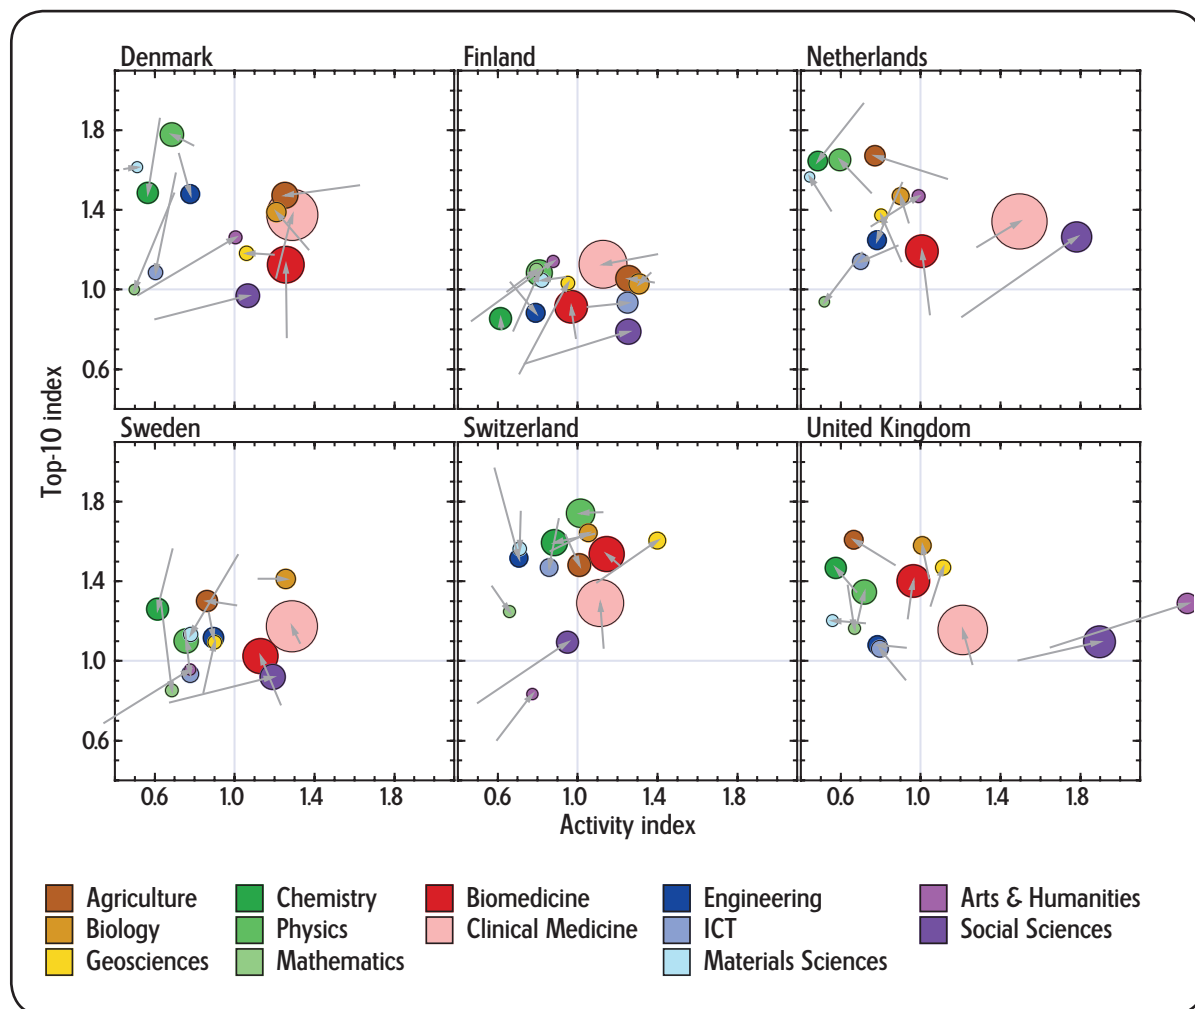 Denmark Finland Netherlands
1.8
1.4
1.0
0.6
Top-10 index
Sweden Switzerland United Kingdom
1.8
1.4
1.0
0.6
0.6 1.0 1.4 1.8 0.6 1.0 1.4 1.8 0.6 1.0 1.4 1.8
Activity index
Agriculture Chemistry Biomedicine Engineering Arts & Humanities
Biology Physics Clinical Medicine ICT Social Sciences
Geosciences Mathematics Materials Sciences